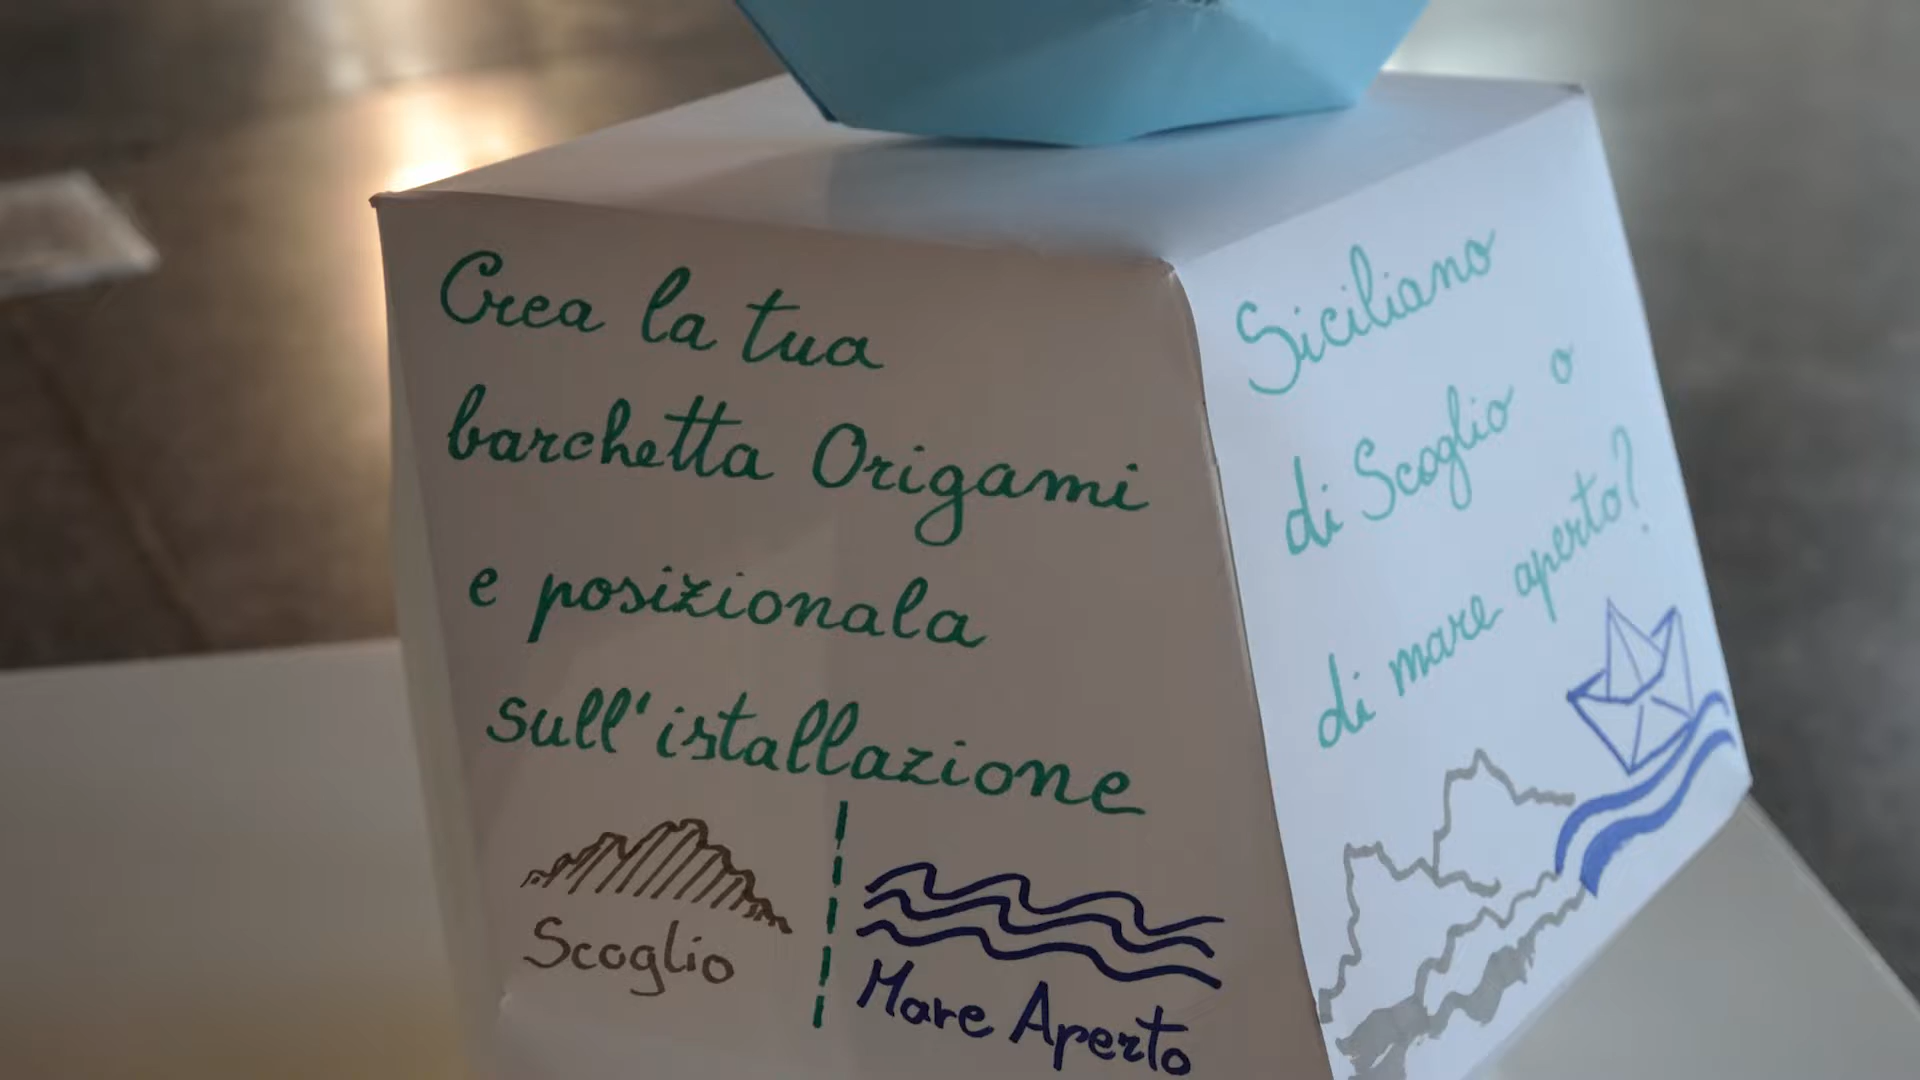 Crea la tua
barchetta Origami
e posizionala
sull'istallazione
Scoglio
Mare Aperto
Siciliano
di Scoglio o
di mare aperto?